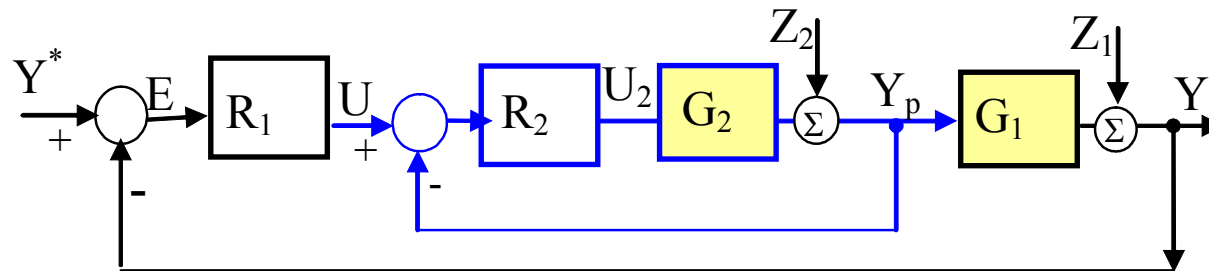 Y*
+
-
E
R₁
U
+
-
R₂
U₂
G₂
Z₂
Σ
Yₚ
G₁
Z₁
Σ
Y